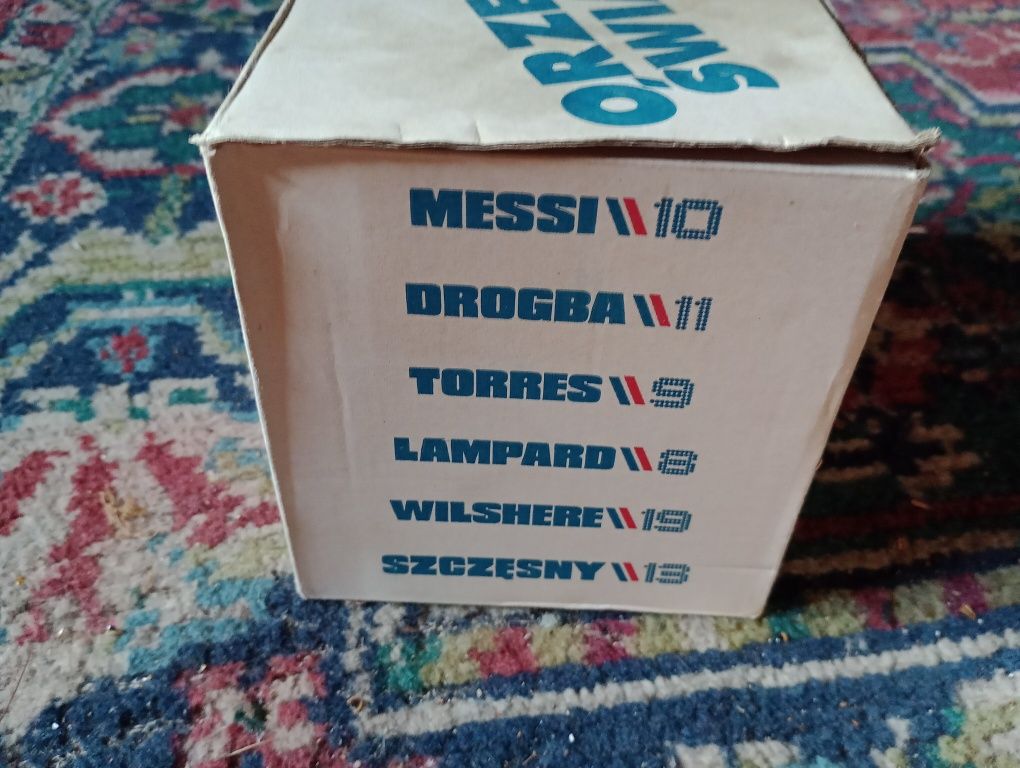 MESSI \\ 10
DROGBA \\ 11
TORRES \\ 9
LAMPARD \\ 8
WILSHERE \\ 19
SZCZĘSNY \\ 13